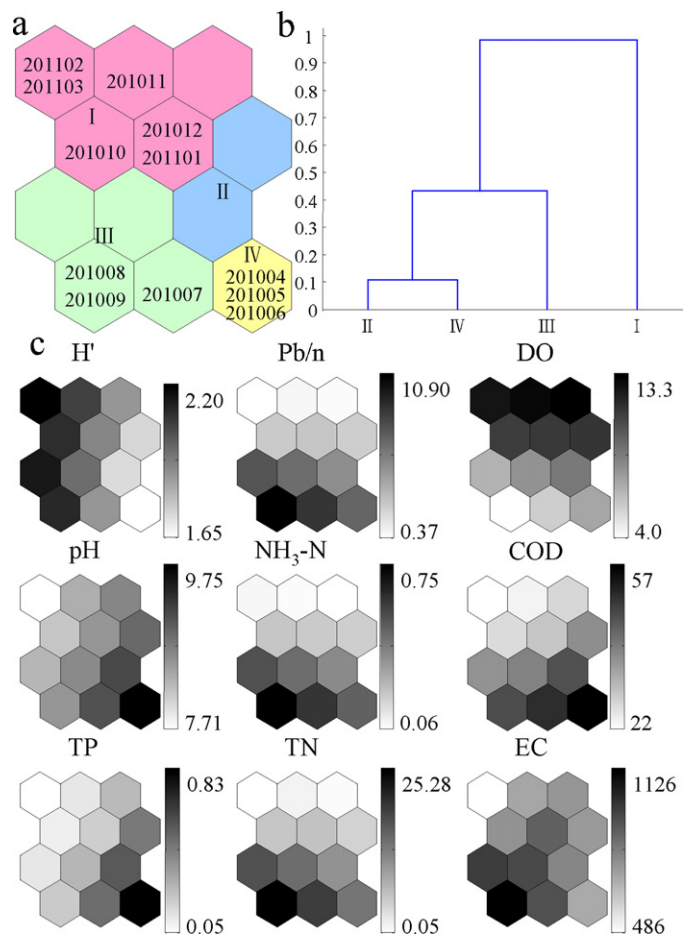 a
201102
201103
201011
I
201010
201012
201101
II
III
201008
201009
201007
IV
201004
201005
201006
b
1
0.9
0.8
0.7
0.6
0.5
0.4
0.3
0.2
0.1
0
II IV III I
c
H' Pb/n DO
2.20 10.90 13.3
1.65 0.37 4.0
pH NH₃-N COD
9.75 0.75 57
7.71 0.06 22
TP TN EC
0.83 25.28 1126
0.05 0.05 486